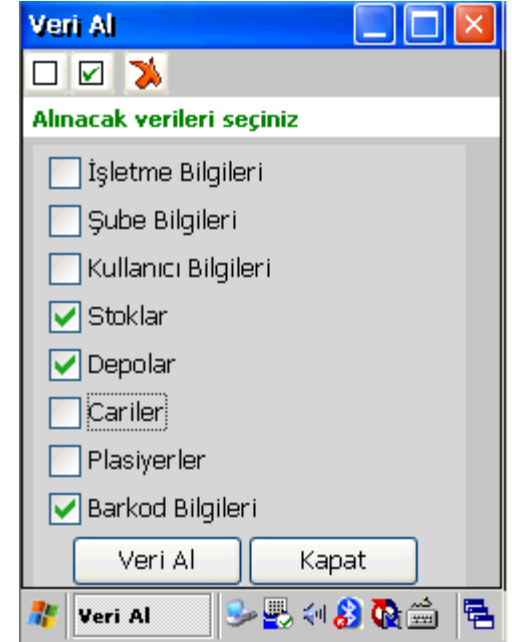 Veri Al
Alınacak verileri seçiniz
İşletme Bilgileri
Şube Bilgileri
Kullanıcı Bilgileri
Stoklar
Depolar
Cariler
Plasiyerler
Barkod Bilgileri
Veri Al Kapat
Veri Al